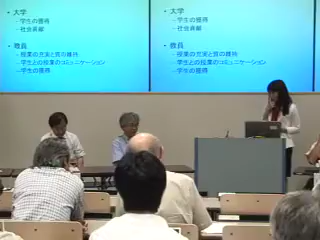 ・大学
－学生の獲得
－社会貢献
・教員
－授業の充実と質の維持
－学生との授業のコミュニケーション
－学生の獲得
・大学
－学生の獲得
－社会貢献
・教員
－授業の充実と質の維持
－学生との授業のコミュニケーション
－学生の獲得